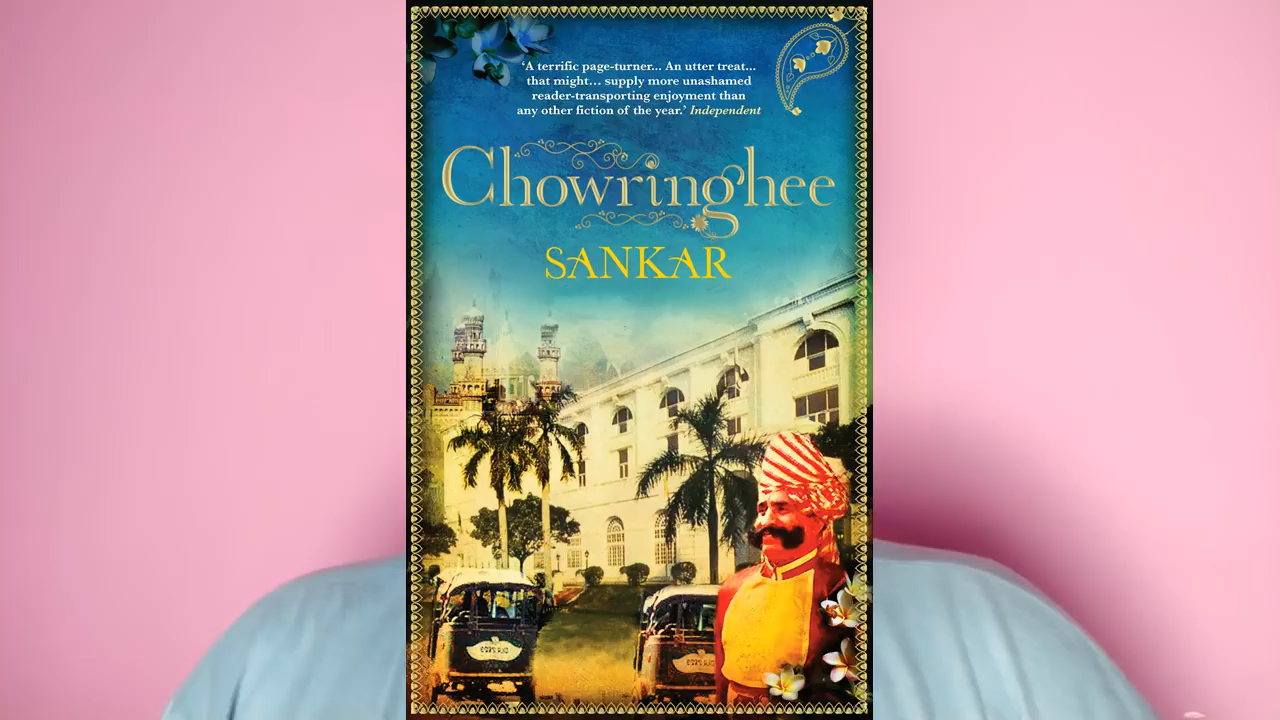 ‘A terrific page-turner... An utter treat...
that might... supply more unashamed
reader-transporting enjoyment than
any other fiction of the year.’ Independent
Chowringhee
SANKAR